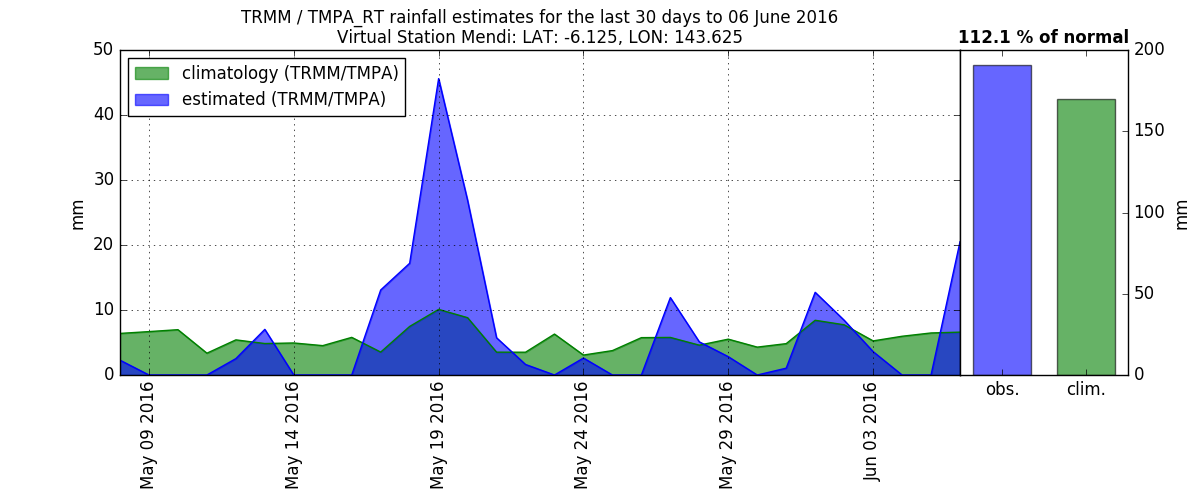 TRMM / TMPA_RT rainfall estimates for the last 30 days to 06 June 2016
Virtual Station Mendi: LAT: -6.125, LON: 143.625
112.1 % of normal
climatology (TRMM/TMPA)
estimated (TRMM/TMPA)
50
40
30
20
10
0
mm
May 09 2016
May 14 2016
May 19 2016
May 24 2016
May 29 2016
Jun 03 2016
200
150
100
50
0
mm
obs.
clim.